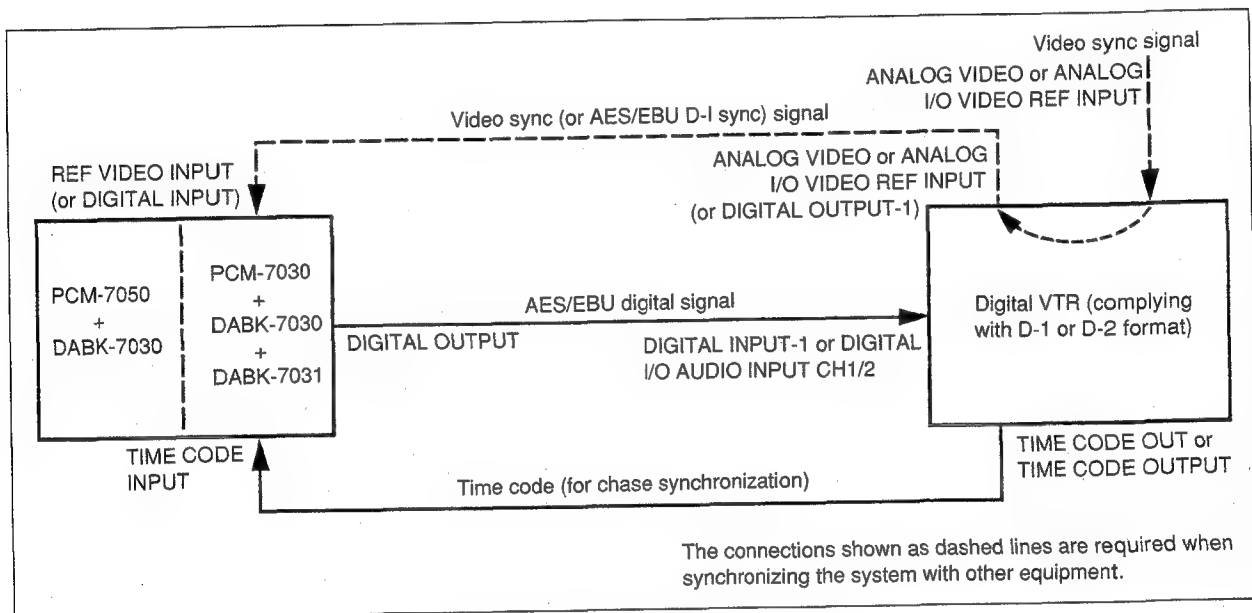 Video sync signal
ANALOG VIDEO or ANALOG
I/O VIDEO REF INPUT
Video sync (or AES/EBU D-I sync) signal
REF VIDEO INPUT
(or DIGITAL INPUT)
ANALOG VIDEO or ANALOG
I/O VIDEO REF INPUT
(or DIGITAL OUTPUT-1)
PCM-7050
+
DABK-7030
PCM-7030
+
DABK-7030
+
DABK-7031
AES/EBU digital signal
DIGITAL OUTPUT
DIGITAL INPUT-1 or DIGITAL
I/O AUDIO INPUT CH1/2
Digital VTR (complying
with D-1 or D-2 format)
TIME CODE
INPUT
TIME CODE OUT or
TIME CODE OUTPUT
Time code (for chase synchronization)
The connections shown as dashed lines are required when
synchronizing the system with other equipment.